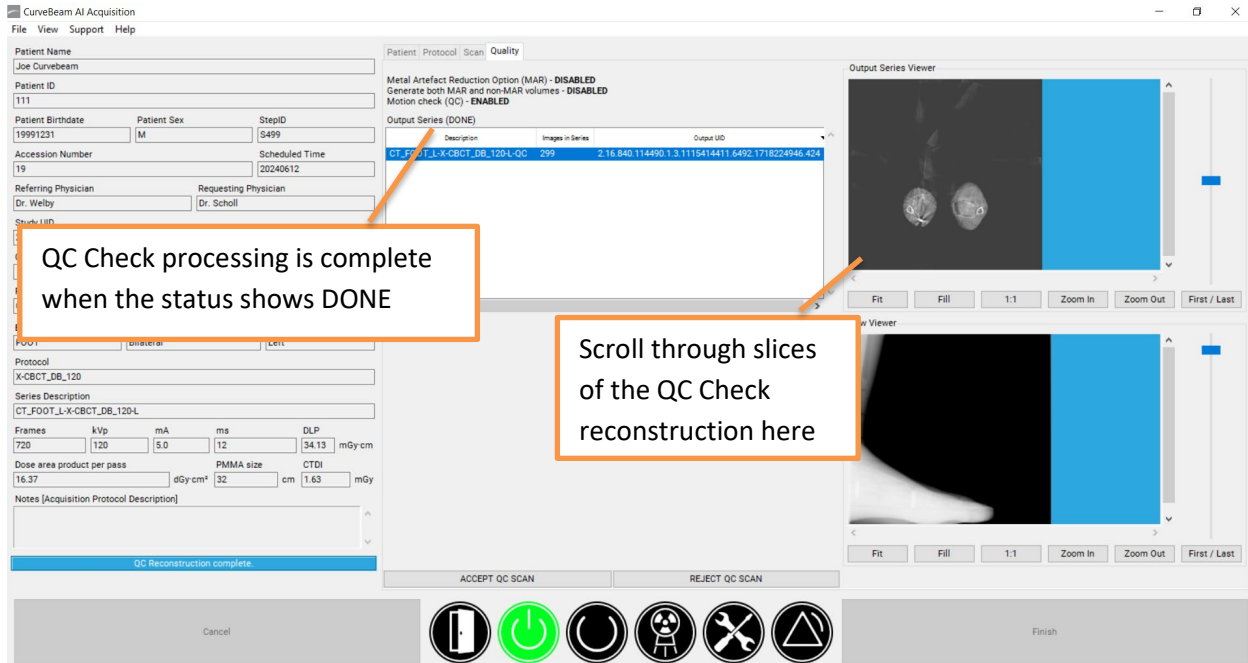 CurveBeam AI Acquisition
File View Support Help
Patient Name
Joe Curvebeam
Patient ID
111
Patient Birthdate Patient Sex StepID
19991231 M S499
Accession Number Scheduled Time
19 20240612
Referring Physician Requesting Physician
Dr. Welby Dr. Scholl
Study UID
FOOT Bilateral Left
Protocol
X-CBCT_DB_120
Series Description
CT_FOOT_L-X-CBCT_DB_120-L
Frames kVp mA ms DLP
720 120 5.0 12 34.13 mGy·cm
Dose area product per pass PMMA size CTDI
16.37 dGy·cm² 32 cm 1.63 mGy
Notes [Acquisition Protocol Description]
QC Reconstruction complete.
Patient Protocol Scan Quality
Metal Artefact Reduction Option (MAR) - DISABLED
Generate both MAR and non-MAR volumes - DISABLED
Motion check (QC) - ENABLED
Output Series (DONE)
Description Images in Series Output UID
CT_FOOT_L-X-CBCT_DB_120-L-QC 299 2.16.840.114490.1.3.1115414411.6492.1718224946.424
QC Check processing is complete
when the status shows DONE
Scroll through slices
of the QC Check
reconstruction here
ACCEPT QC SCAN REJECT QC SCAN
Output Series Viewer
Fit Fill 1:1 Zoom In Zoom Out First / Last
Viewer
Fit Fill 1:1 Zoom In Zoom Out First / Last
Cancel Finish